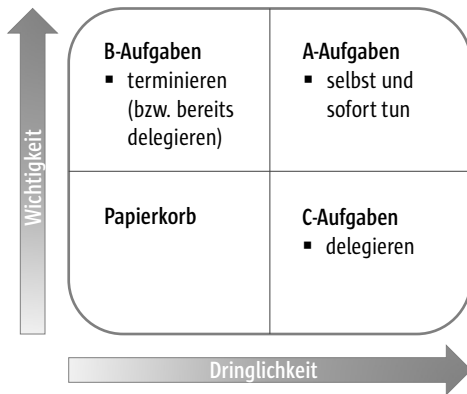 Wichtigkeit
B-Aufgaben
▪ terminieren
(bzw. bereits
delegieren)
A-Aufgaben
▪ selbst und
sofort tun
Papierkorb
C-Aufgaben
▪ delegieren
Dringlichkeit